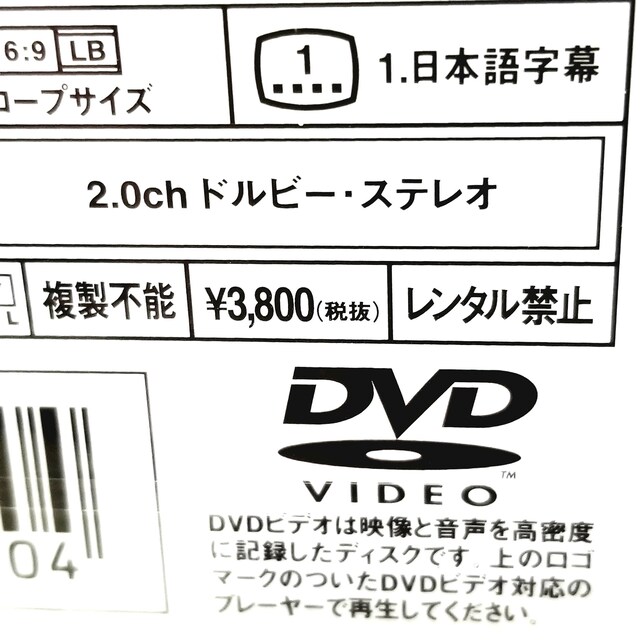 6:9 LB
1
1.日本語字幕
コープサイズ
2.0ch ドルビー・ステレオ
複製不能
¥3,800(税抜)
レンタル禁止
L
DVD
TM
VIDEO
04
DVDビデオは映像と音声を高密度
に記録したディスクです。上のロゴ
マークのついたDVDビデオ対応の
プレーヤーで再生してください。